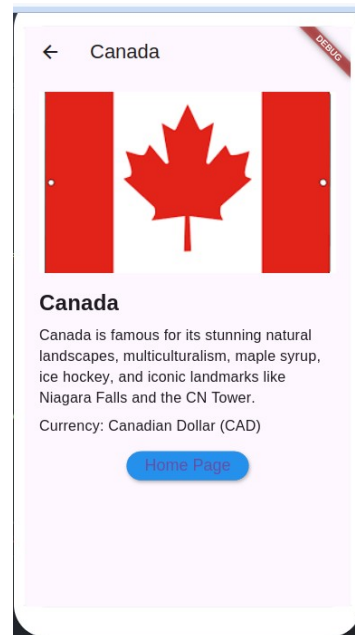 Canada
DEBUG
Canada
Canada is famous for its stunning natural
landscapes, multiculturalism, maple syrup,
ice hockey, and iconic landmarks like
Niagara Falls and the CN Tower.
Currency: Canadian Dollar (CAD)
Home Page